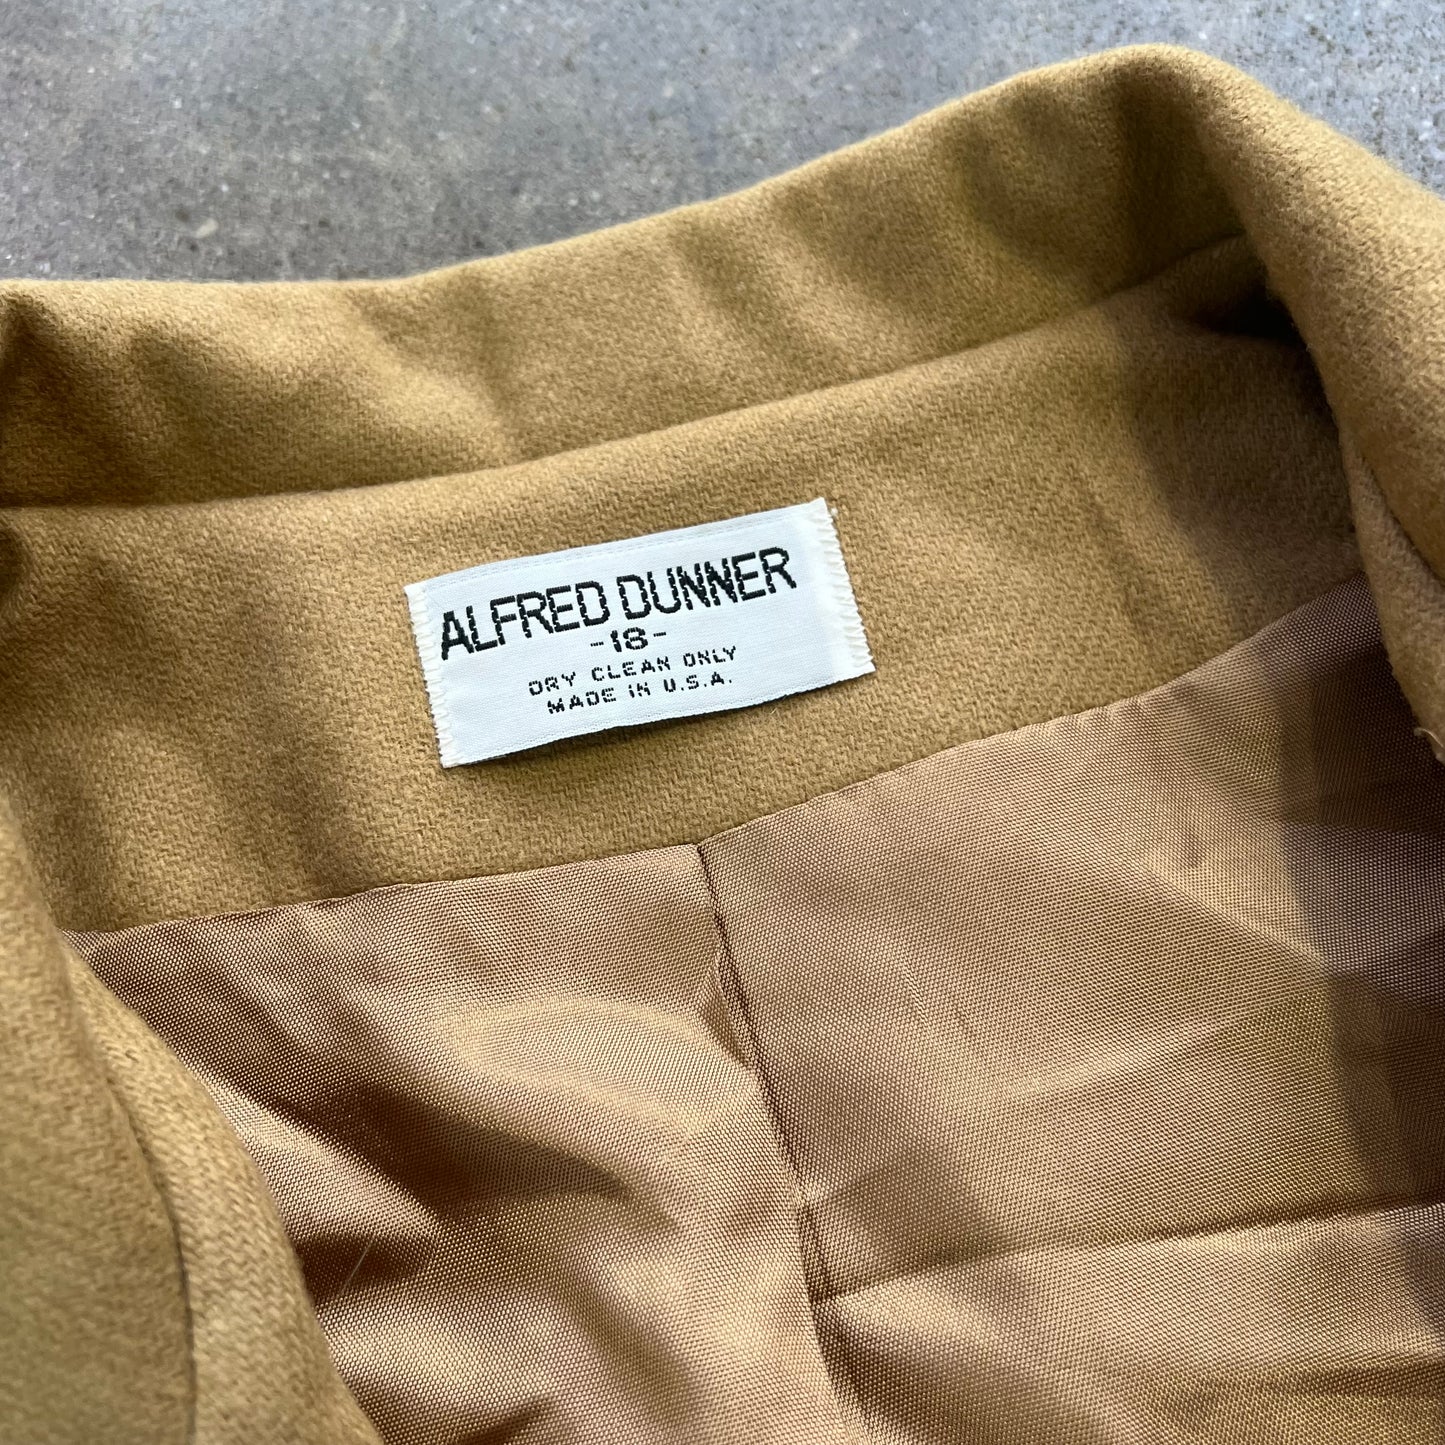 ALFRED DUNNER
-18-
DRY CLEAN ONLY
MADE IN U.S.A.